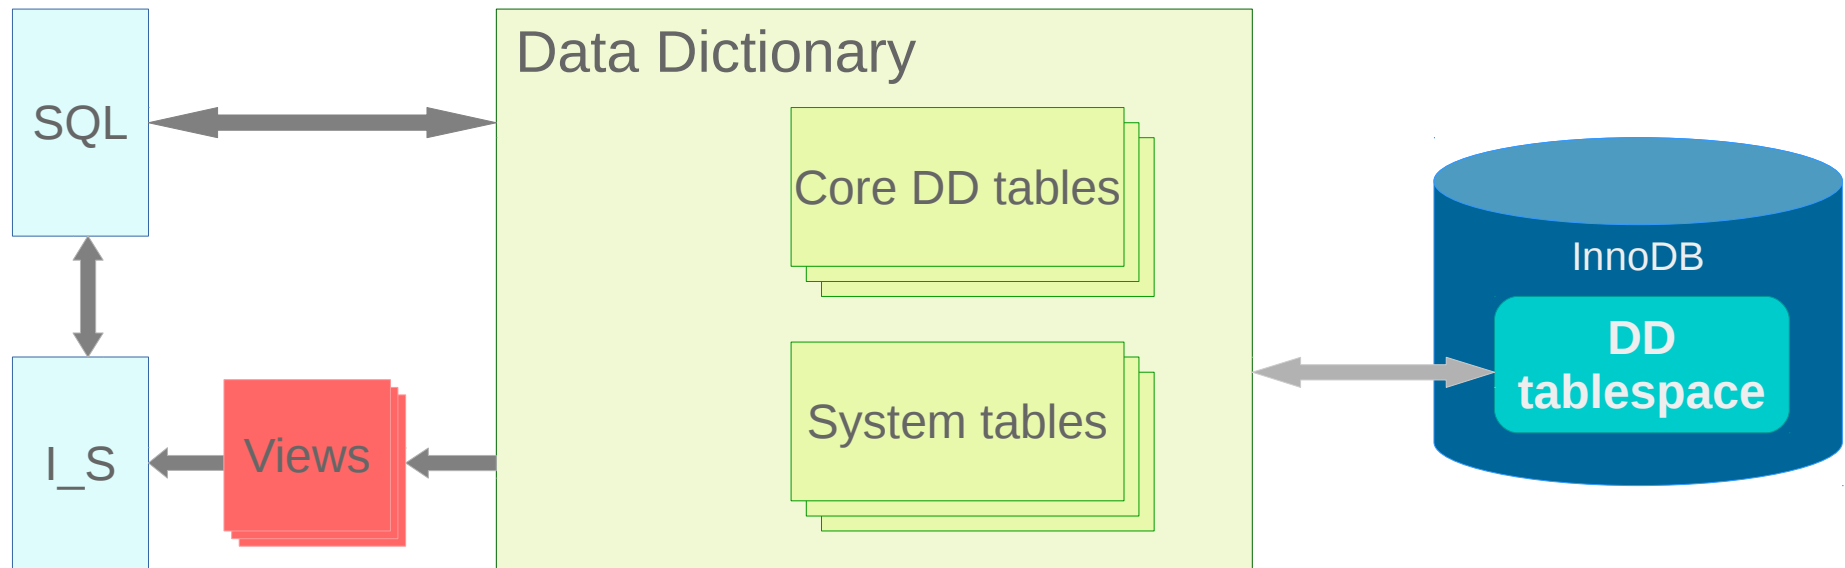 Data Dictionary
SQL
Core DD tables
InnoDB
DD
tablespace
System tables
Views
I_S